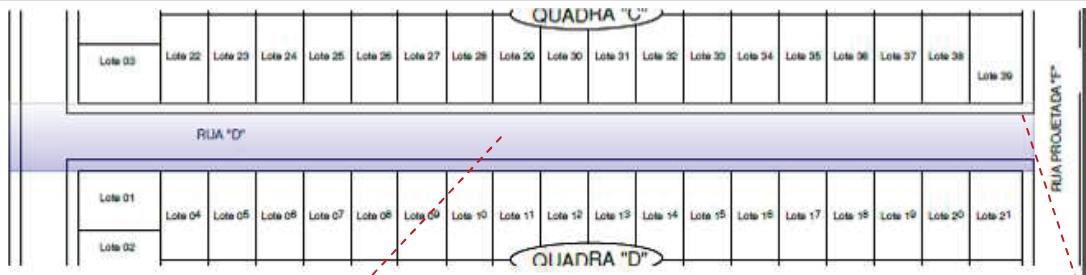 QUADRA "C"
Lote 03
Lote 22 Lote 23 Lote 24 Lote 25 Lote 26 Lote 27 Lote 28 Lote 29 Lote 30 Lote 31 Lote 32 Lote 33 Lote 34 Lote 35 Lote 36 Lote 37 Lote 38
Lote 39
RUA "D"
RUA PROJETADA "F"
Lote 01
Lote 04 Lote 05 Lote 06 Lote 07 Lote 08 Lote 09 Lote 10 Lote 11 Lote 12 Lote 13 Lote 14 Lote 15 Lote 16 Lote 17 Lote 18 Lote 19 Lote 20 Lote 21
Lote 02
QUADRA "D"